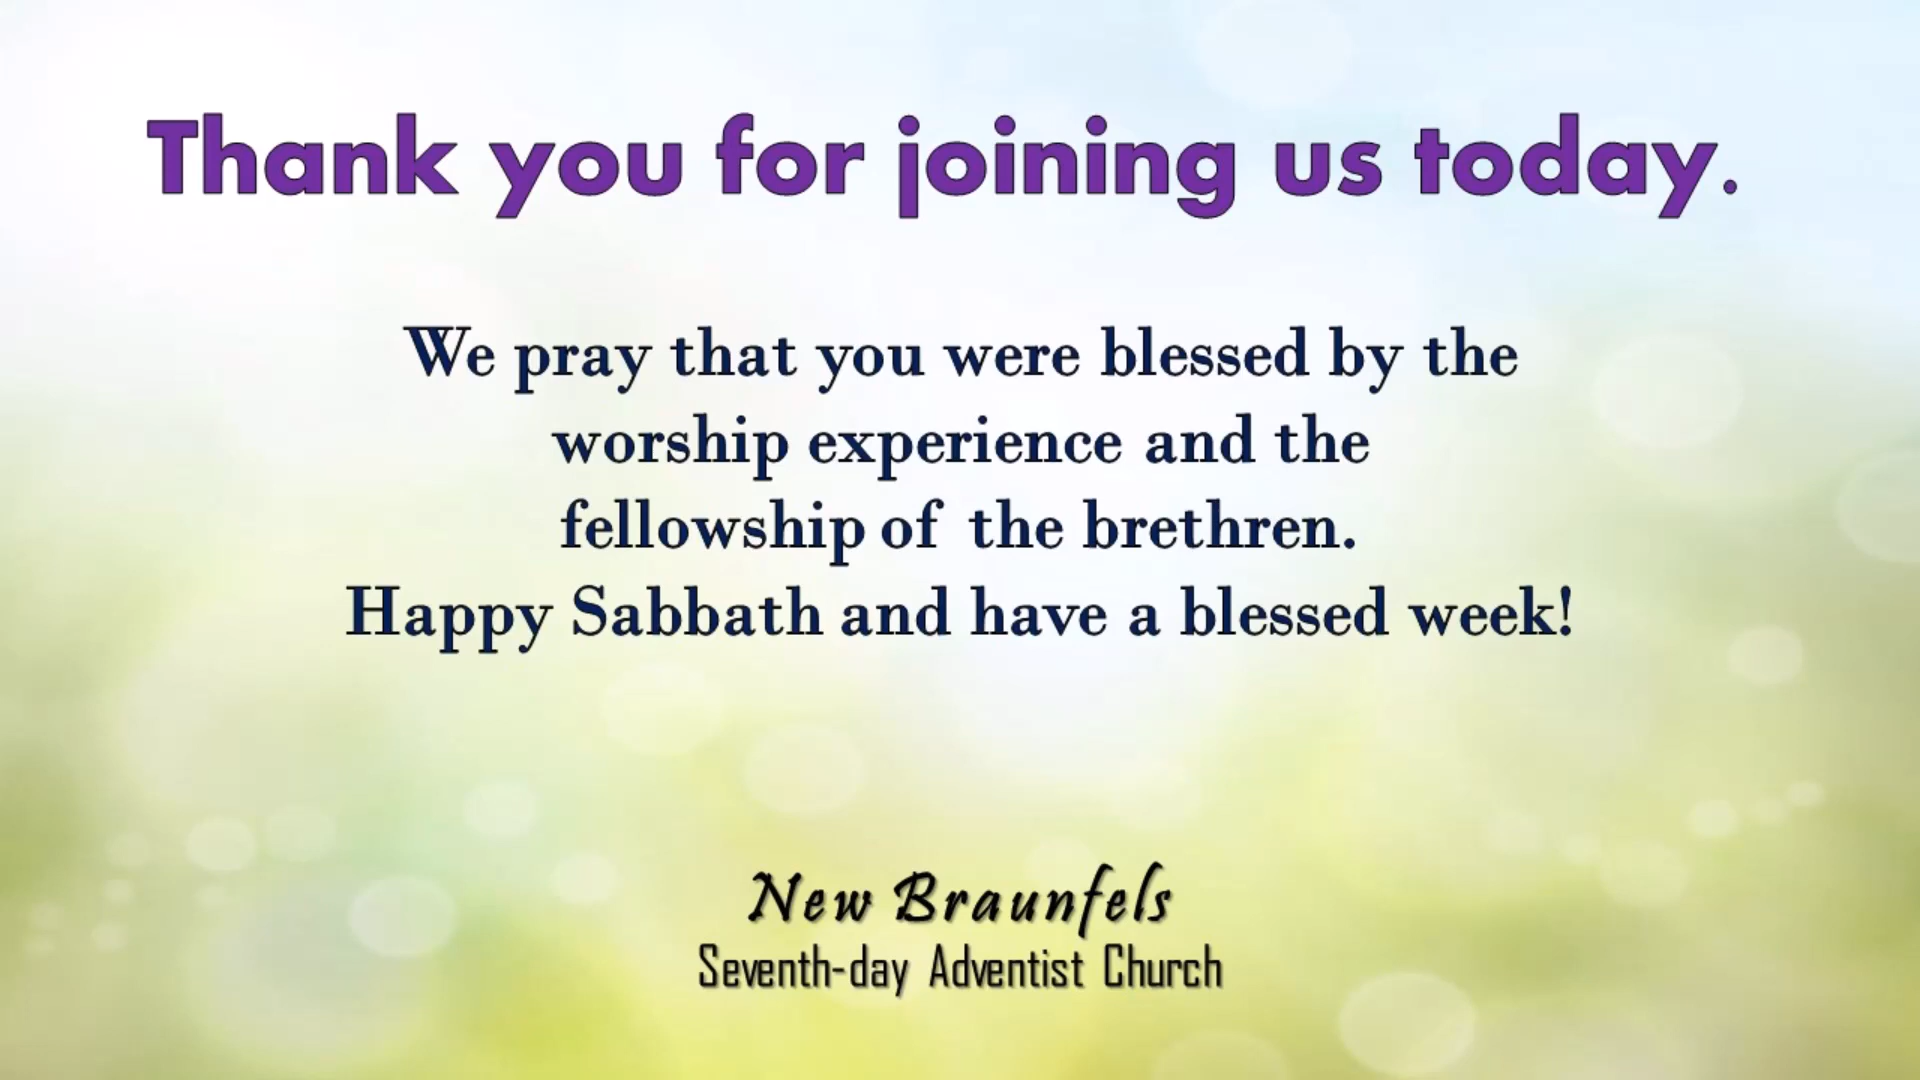 Thank you for joining us today.
We pray that you were blessed by the
worship experience and the
fellowship of the brethren.
Happy Sabbath and have a blessed week!
New Braunfels
Seventh-day Adventist Church